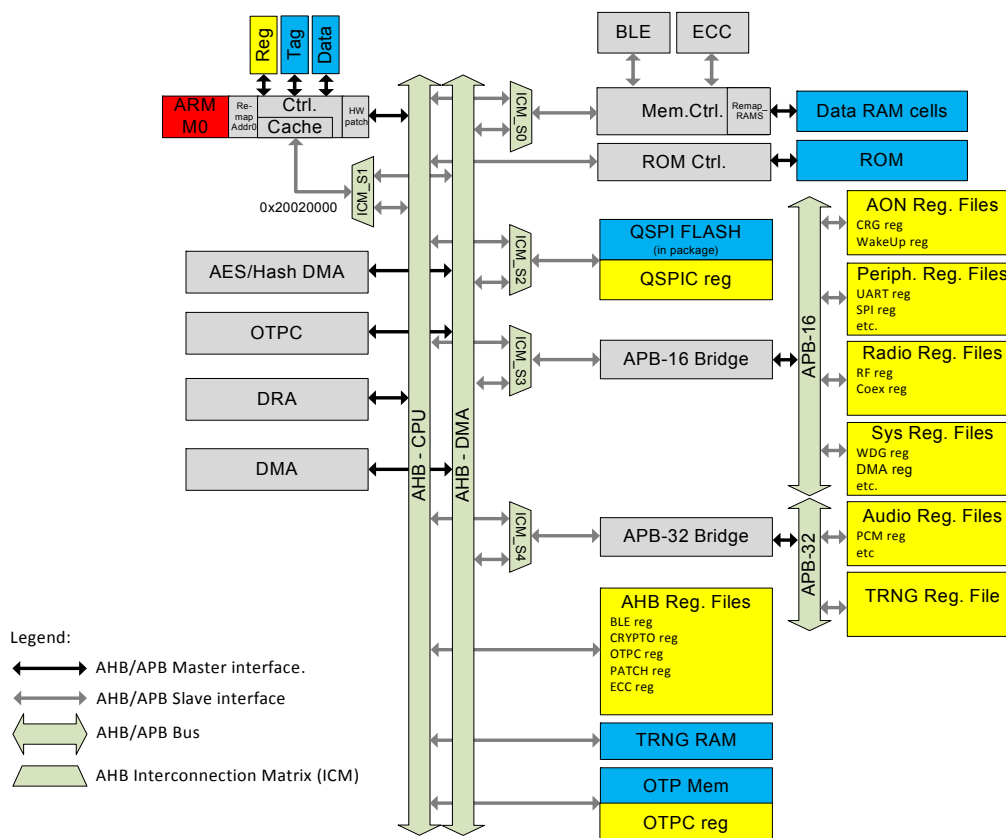 BLE
ECC
Reg
Tag
Data
ARM
M0
Re-
map
Addr0
Ctrl.
Cache
HW
patch
ICM_S0
Mem.Ctrl.
Remap_
RAMS
Data RAM cells
ROM Ctrl.
ROM
ICM_S1
0x20020000
AON Reg. Files
CRG reg
WakeUp reg
QSPI FLASH
(in package)
QSPIC reg
ICM_S2
AES/Hash DMA
Periph. Reg. Files
UART reg
SPI reg
etc.
OTPC
ICM_S3
APB-16 Bridge
APB-16
Radio Reg. Files
RF reg
Coex reg
DRA
AHB - CPU
AHB - DMA
Sys Reg. Files
WDG reg
DMA reg
etc.
DMA
ICM_S4
APB-32 Bridge
APB-32
Audio Reg. Files
PCM reg
etc
TRNG Reg. File
AHB Reg. Files
BLE reg
CRYPTO reg
OTPC reg
PATCH reg
ECC reg
TRNG RAM
OTP Mem
OTPC reg
Legend:
AHB/APB Master interface.
AHB/APB Slave interface
AHB/APB Bus
AHB Interconnection Matrix (ICM)